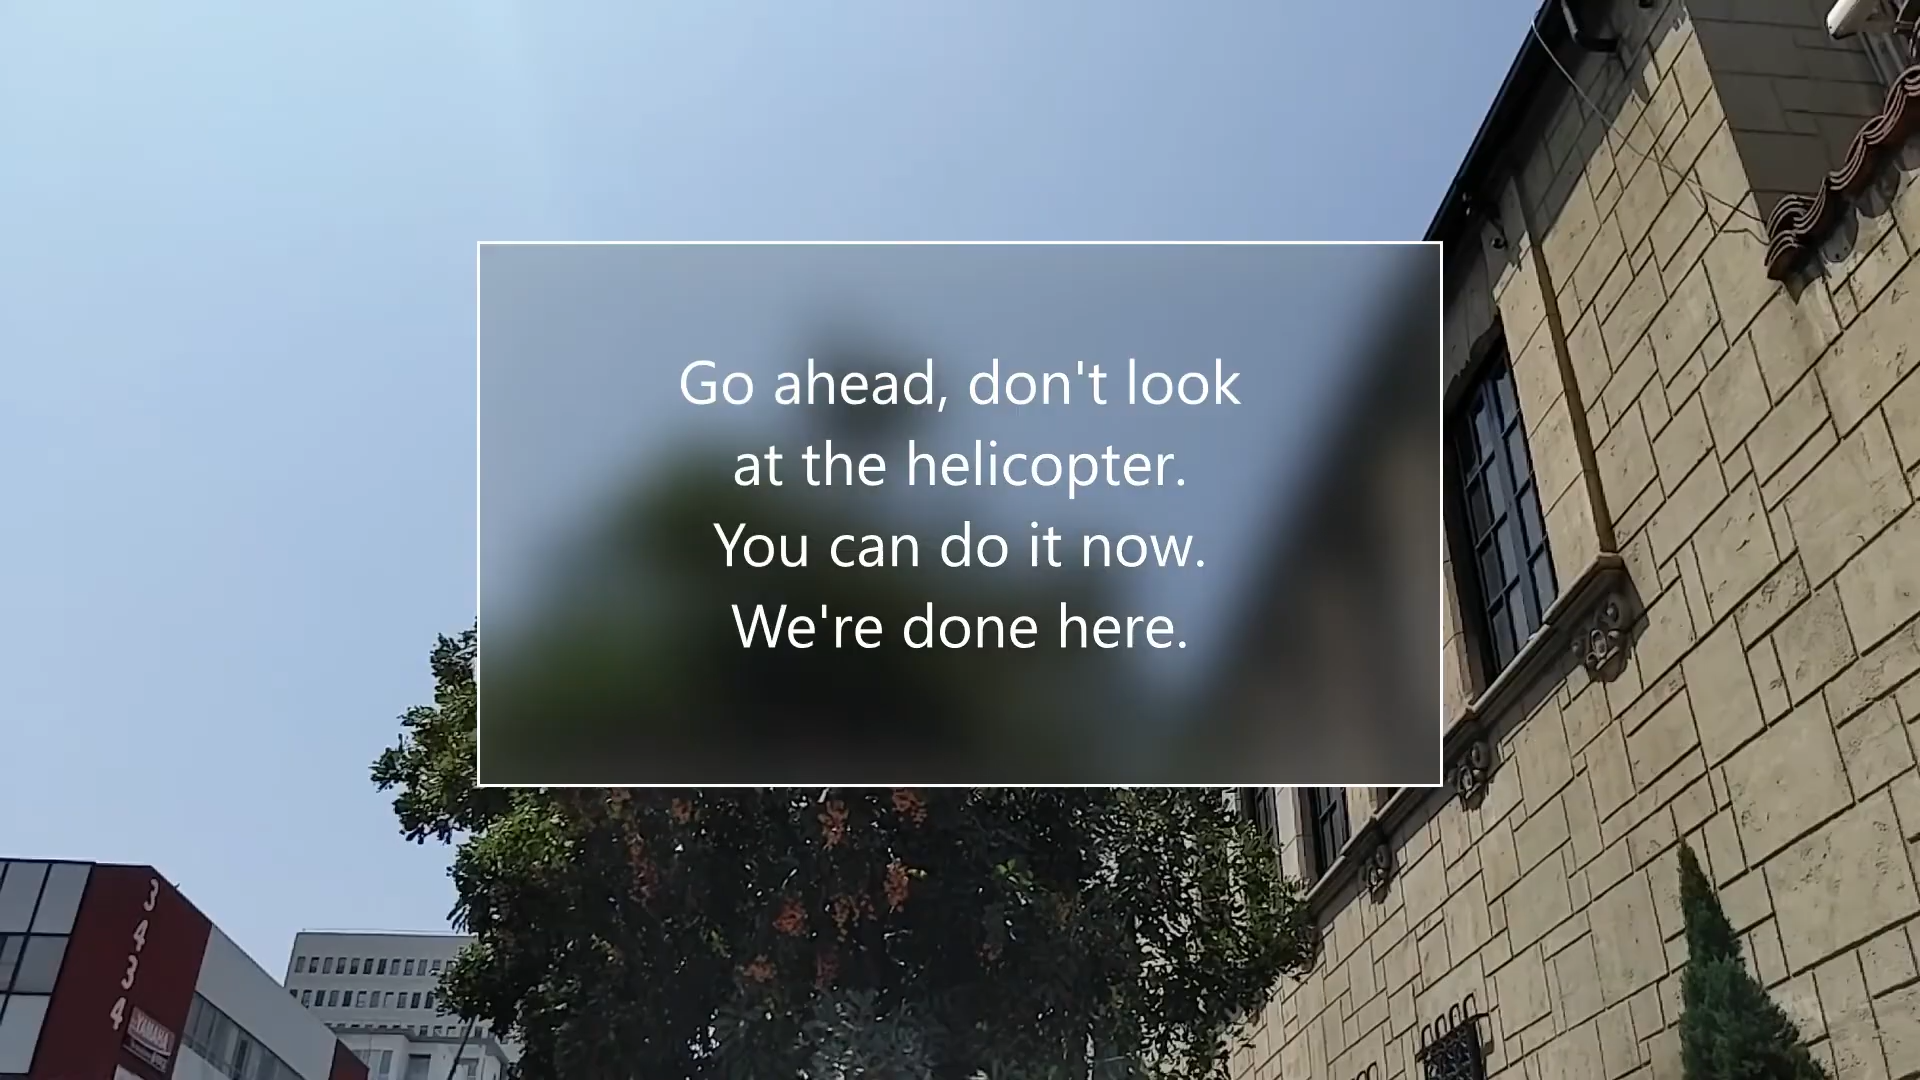 Go ahead, don't look
at the helicopter.
You can do it now.
We're done here.
3434
YAMAHA